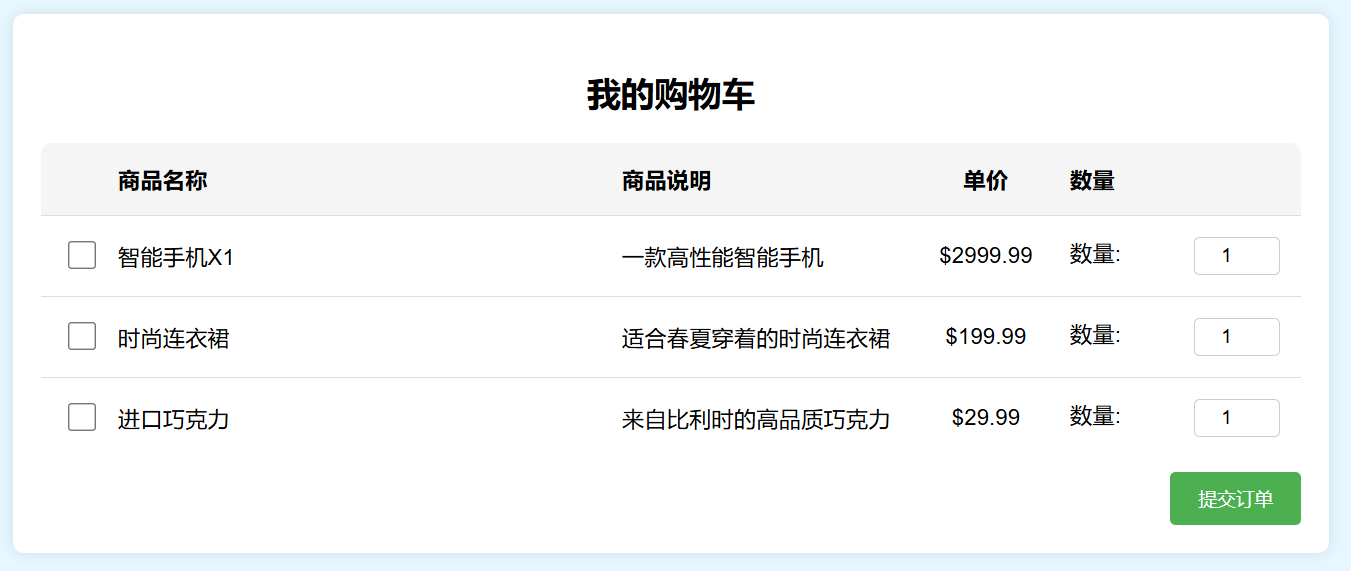 我的购物车
商品名称 商品说明 单价 数量
智能手机X1 一款高性能智能手机 $2999.99 数量: 1
时尚连衣裙 适合春夏穿着的时尚连衣裙 $199.99 数量: 1
进口巧克力 来自比利时的高品质巧克力 $29.99 数量: 1
提交订单